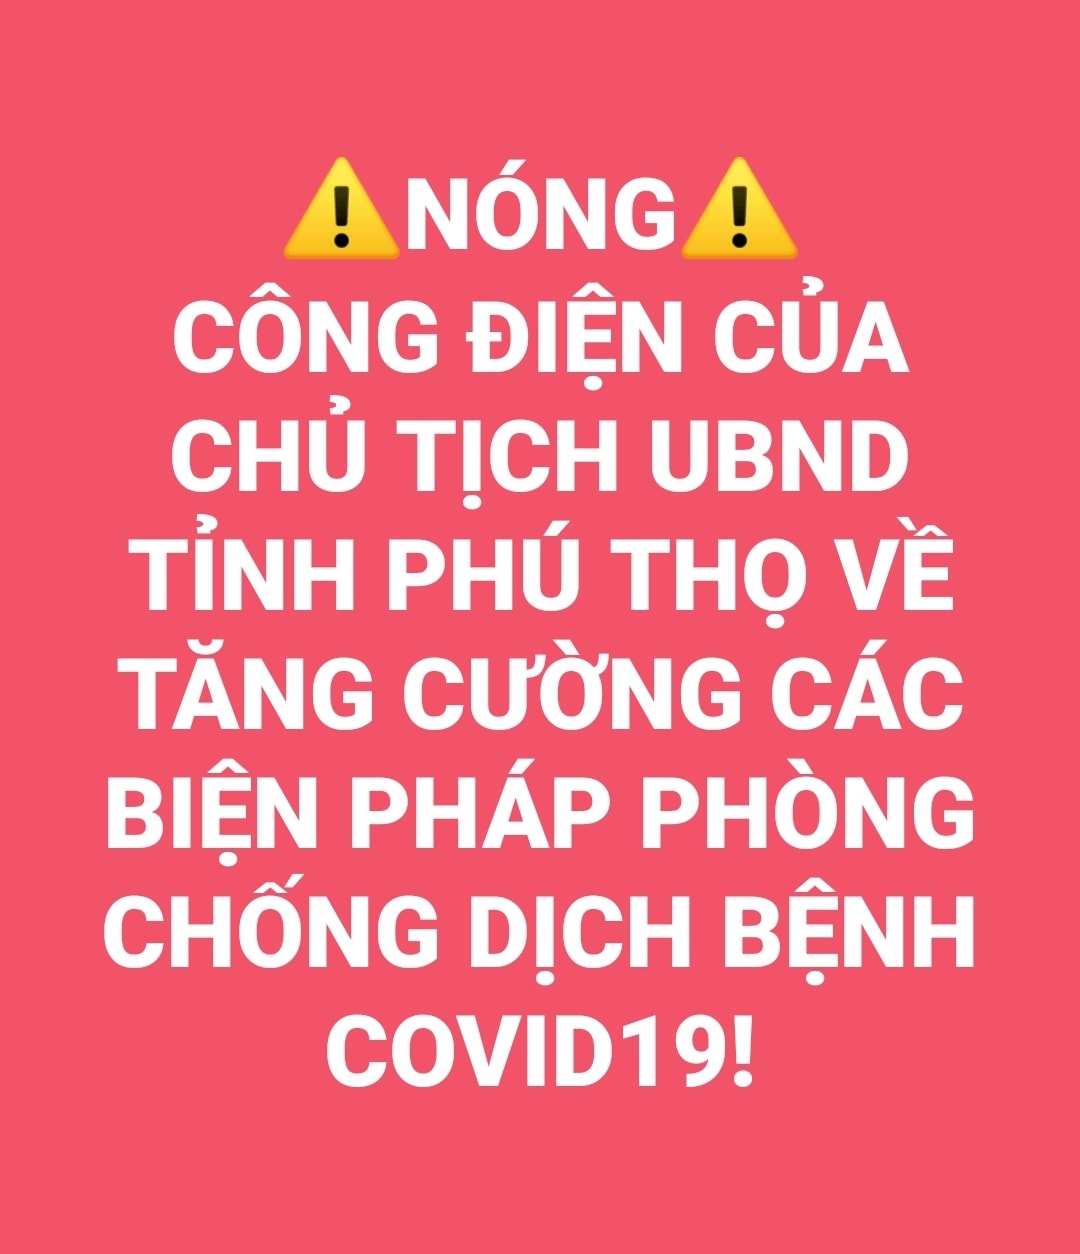 ⚠️NÓNG⚠️
CÔNG ĐIỆN CỦA
CHỦ TỊCH UBND
TỈNH PHÚ THỌ VỀ
TĂNG CƯỜNG CÁC
BIỆN PHÁP PHÒNG
CHỐNG DỊCH BỆNH
COVID19!